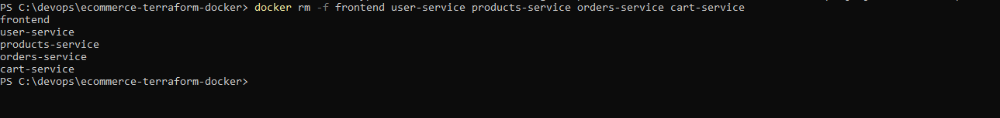 PS C:\devops\ecommerce-terraform-docker> docker rm -f frontend user-service products-service orders-service cart-service
frontend
user-service
products-service
orders-service
cart-service
PS C:\devops\ecommerce-terraform-docker>